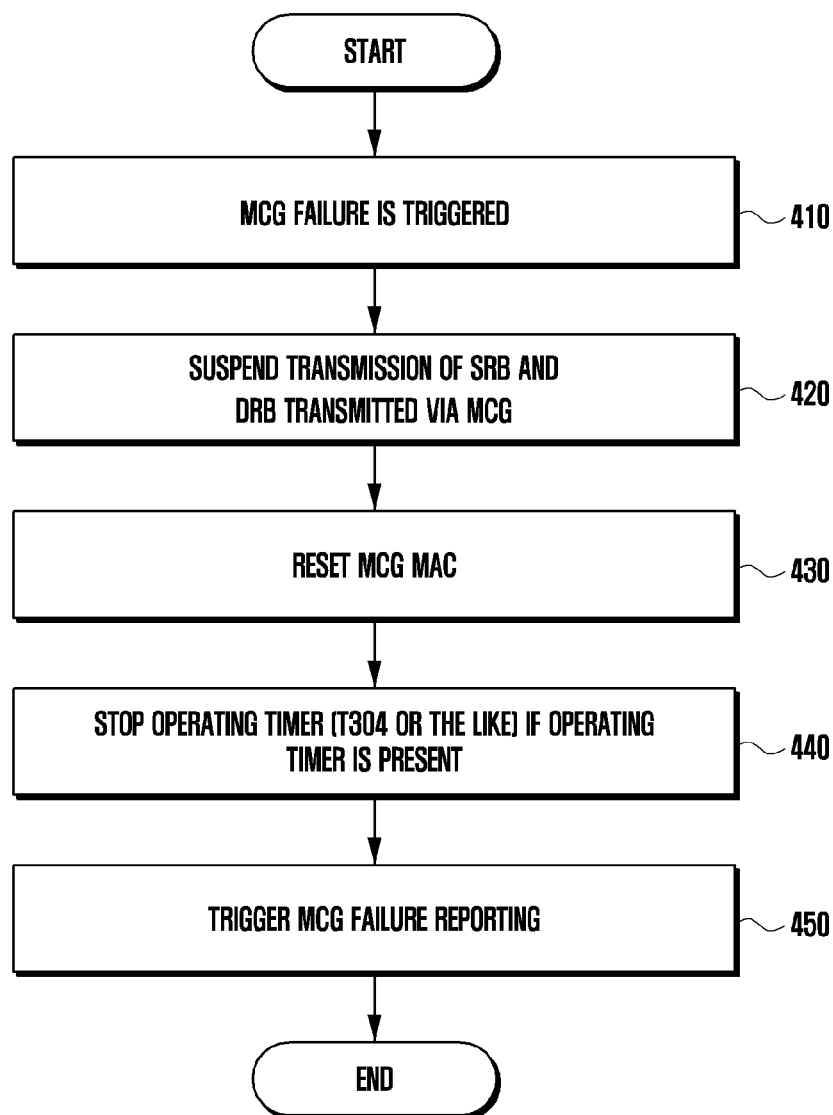 START
MCG FAILURE IS TRIGGERED
410
SUSPEND TRANSMISSION OF SRB AND
DRB TRANSMITTED VIA MCG
420
RESET MCG MAC
430
STOP OPERATING TIMER (T304 OR THE LIKE) IF OPERATING
TIMER IS PRESENT
440
TRIGGER MCG FAILURE REPORTING
450
END